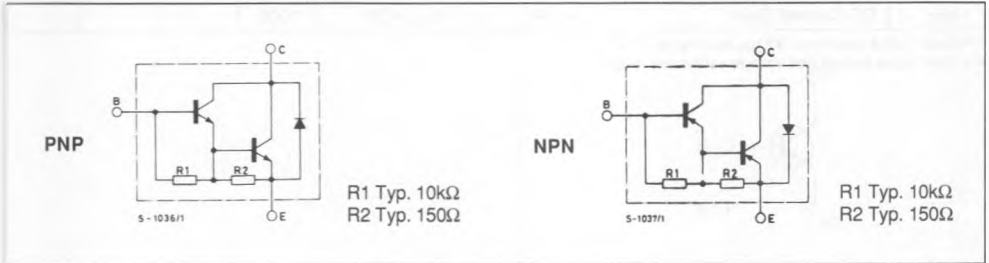 C
B
PNP
R1
R2
R1 Typ. 10kΩ
R2 Typ. 150Ω
S-1036/1
E
C
B
NPN
R1
R2
R1 Typ. 10kΩ
R2 Typ. 150Ω
S-1037/1
E